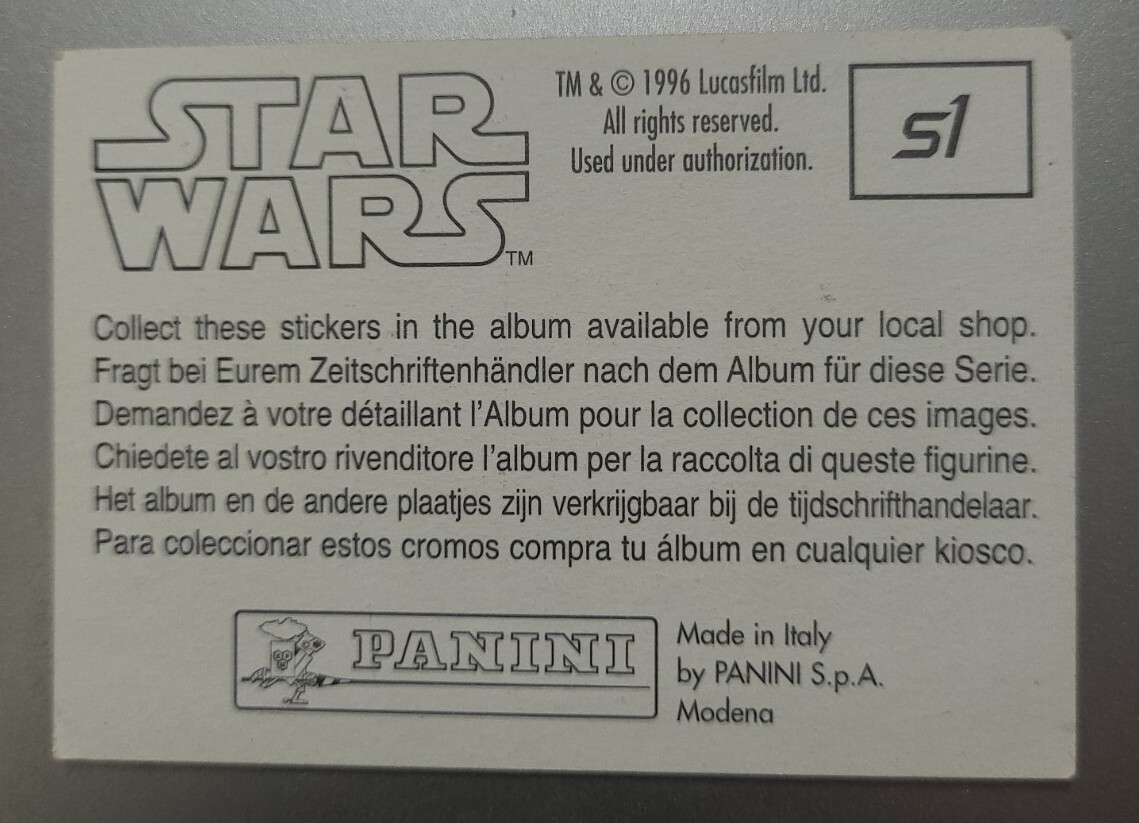 STAR
WARS TM
TM & © 1996 Lucasfilm Ltd.
All rights reserved.
Used under authorization.
S1
Collect these stickers in the album available from your local shop.
Fragt bei Eurem Zeitschriftenhändler nach dem Album für diese Serie.
Demandez à votre détaillant l'Album pour la collection de ces images.
Chiedete al vostro rivenditore l'album per la raccolta di queste figurine.
Het album en de andere plaatjes zijn verkrijgbaar bij de tijdschrifthandelaar.
Para coleccionar estos cromos compra tu álbum en cualquier kiosco.
PANINI
Made in Italy
by PANINI S.p.A.
Modena